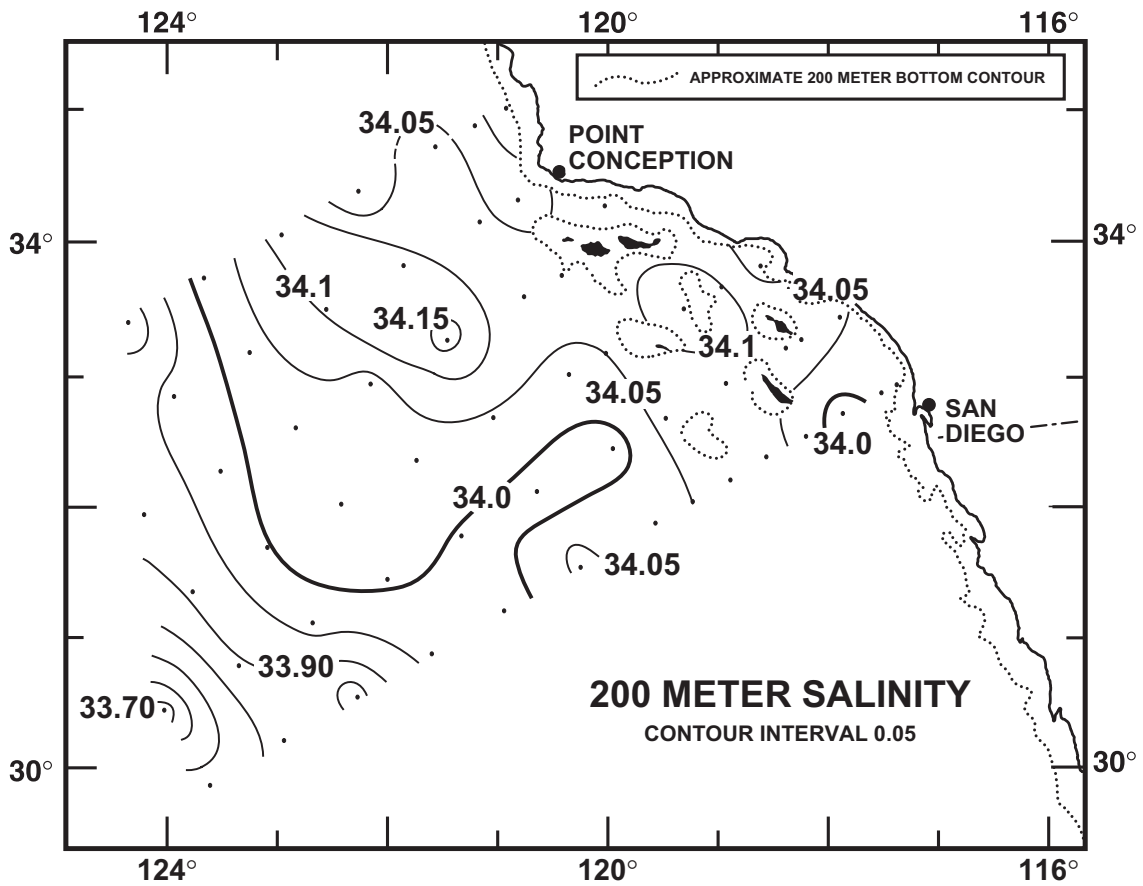 124° 120° 116°
APPROXIMATE 200 METER BOTTOM CONTOUR
34.05
POINT
CONCEPTION
34° 34°
34.1
34.05
34.15
34.1
34.05
SAN
DIEGO
34.0
34.0
34.05
33.90
33.70
200 METER SALINITY
CONTOUR INTERVAL 0.05
30° 30°
124° 120° 116°